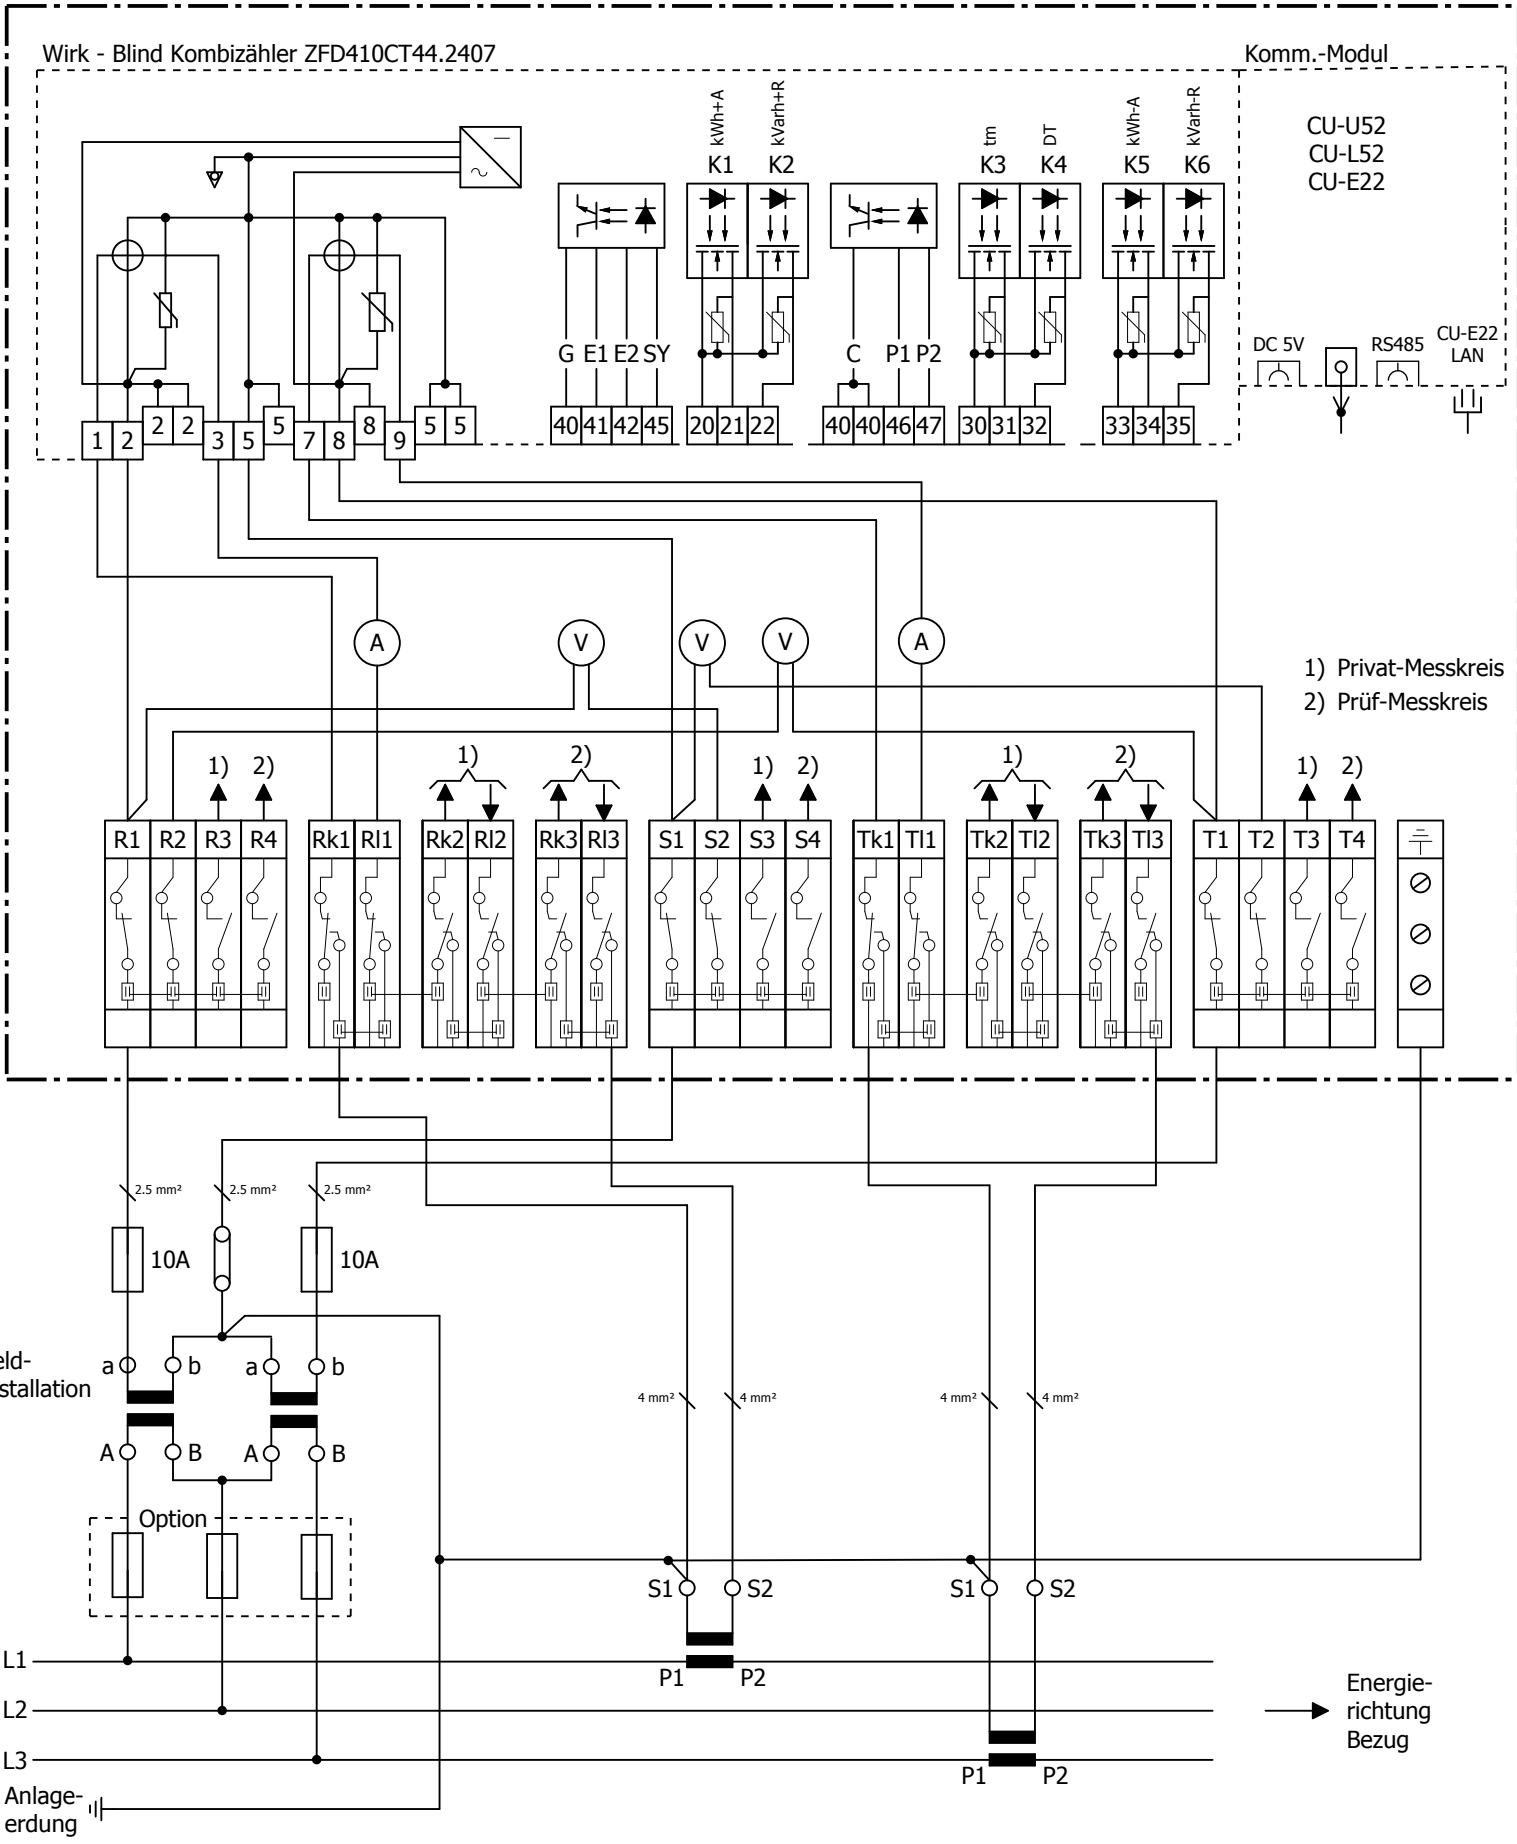 Wirk - Blind Kombizähler ZFD410CT44.2407
Komm.-Modul
kWh+A
kVarh+R
tm
DT
kWh-A
kVarh-R
K1 K2 K3 K4 K5 K6
CU-U52
CU-L52
CU-E22
G E1 E2 SY
C P1 P2
DC 5V
RS485
CU-E22
LAN
1 2 2 2 3 5 5 7 8 8 9 5 5
40 41 42 45
20 21 22
40 40 46 47
30 31 32
33 34 35
A V V V A
1) Privat-Messkreis
2) Prüf-Messkreis
1) 2) 1) 2) 1) 2) 1) 2) 1) 2)
R1 R2 R3 R4
Rk1 Rl1
Rk2 Rl2
Rk3 Rl3
S1 S2 S3 S4
Tk1 Tl1
Tk2 Tl2
Tk3 Tl3
T1 T2 T3 T4
2.5 mm²
2.5 mm²
2.5 mm²
10A
10A
eld-
stallation
a b a b
4 mm²
4 mm²
4 mm²
4 mm²
A B A B
Option
S1 S2
S1 S2
L1
P1 P2
L2
Energie-
richtung
Bezug
L3
P1 P2
Anlage-
erdung